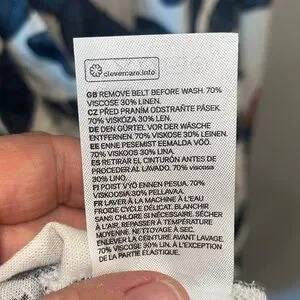 clevercare.info
GB REMOVE BELT BEFORE WASH. 70%
VISCOSE 30% LINEN.
CZ PŘED PRANÍM ODSTRAŇTE PÁSEK.
70% VISKÓZA 30% LEN.
DE DEN GÜRTEL VOR DER WÄSCHE
ENTFERNEN. 70% VISKOSE 30% LEINEN.
EE ENNE PESEMIST EEMALDA VÖÖ.
70% VISKOOS 30% LINA.
ES RETIRAR EL CINTURÓN ANTES DE
PROCEDER AL LAVADO. 70% viscosa
30% LINO.
FI POIST VYÖ ENNEN PESUA. 70%
VISKOOSIA 30% PELLAVAA.
FR LAVER À LA MACHINE À L'EAU
FROIDE CYCLE DÉLICAT. BLANCHIR
SANS CHLORE SI NÉCESSAIRE. SÉCHER
À L'AIR. REPASSER À TEMPÉRATURE
MOYENNE. NETTOYAGE À SEC.
ENLEVER LA CEINTURE AVANT LAVAGE.
70% VISCOSE 30% LIN. À L'EXCEPTION
DE LA PARTIE ÉLASTIQUE.